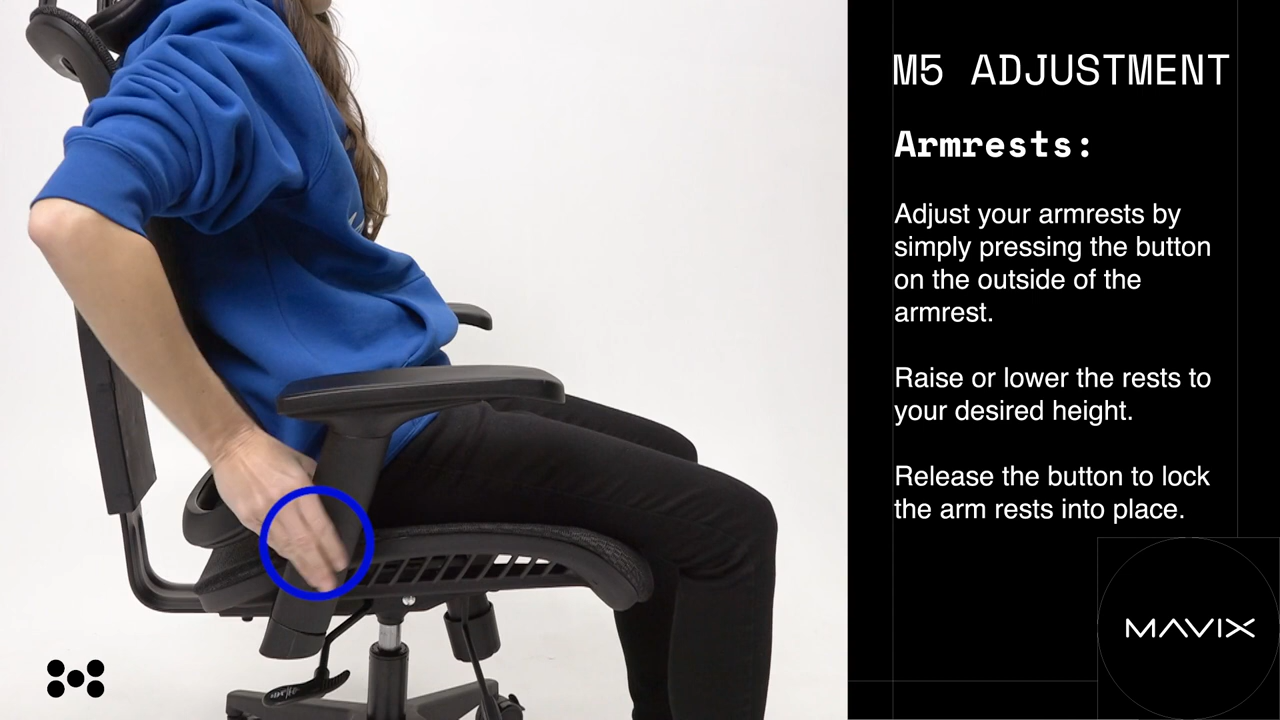 M5 ADJUSTMENT
Armrests:
Adjust your armrests by
simply pressing the button
on the outside of the
armrest.
Raise or lower the rests to
your desired height.
Release the button to lock
the arm rests into place.
MAVIX